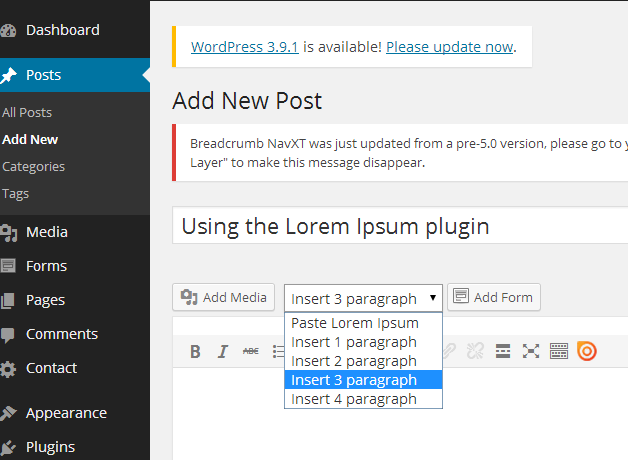 Dashboard
Posts
All Posts
Add New
Categories
Tags
Media
Forms
Pages
Comments
Contact
Appearance
Plugins
WordPress 3.9.1 is available! Please update now.
Add New Post
Breadcrumb NavXT was just updated from a pre-5.0 version, please go to
Layer" to make this message disappear.
Using the Lorem Ipsum plugin
Add Media
Insert 3 paragraph
Add Form
Paste Lorem Ipsum
Insert 1 paragraph
Insert 2 paragraph
Insert 3 paragraph
Insert 4 paragraph
B I ABC